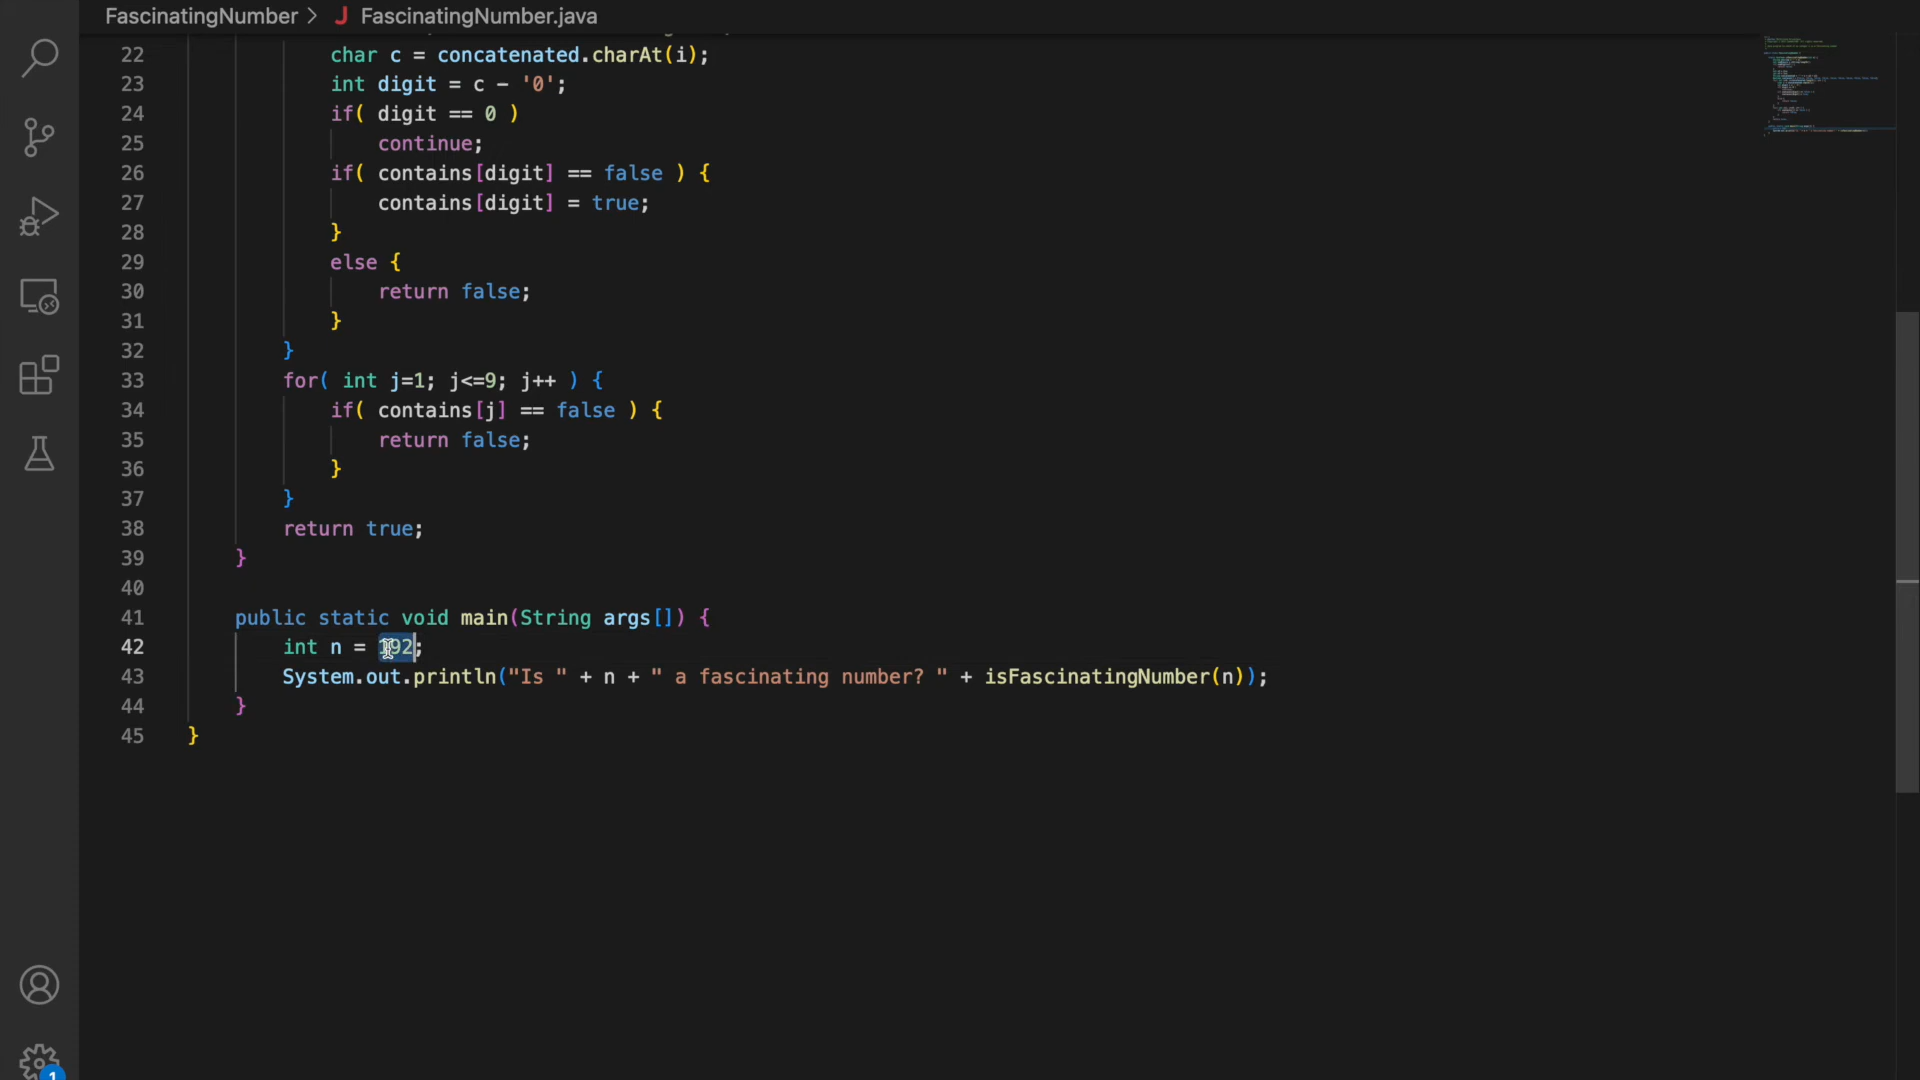 FascinatingNumber > J FascinatingNumber.java
22 char c = concatenated.charAt(i);
23 int digit = c - '0';
24 if( digit == 0 )
25 continue;
26 if( contains[digit] == false ) {
27 contains[digit] = true;
28 }
29 else {
30 return false;
31 }
32 }
33 for( int j=1; j<=9; j++ ) {
34 if( contains[j] == false ) {
35 return false;
36 }
37 }
38 return true;
39 }
40
41 public static void main(String args[]) {
42 int n = 192;
43 System.out.println("Is " + n + " a fascinating number? " + isFascinatingNumber(n));
44 }
45 }
1